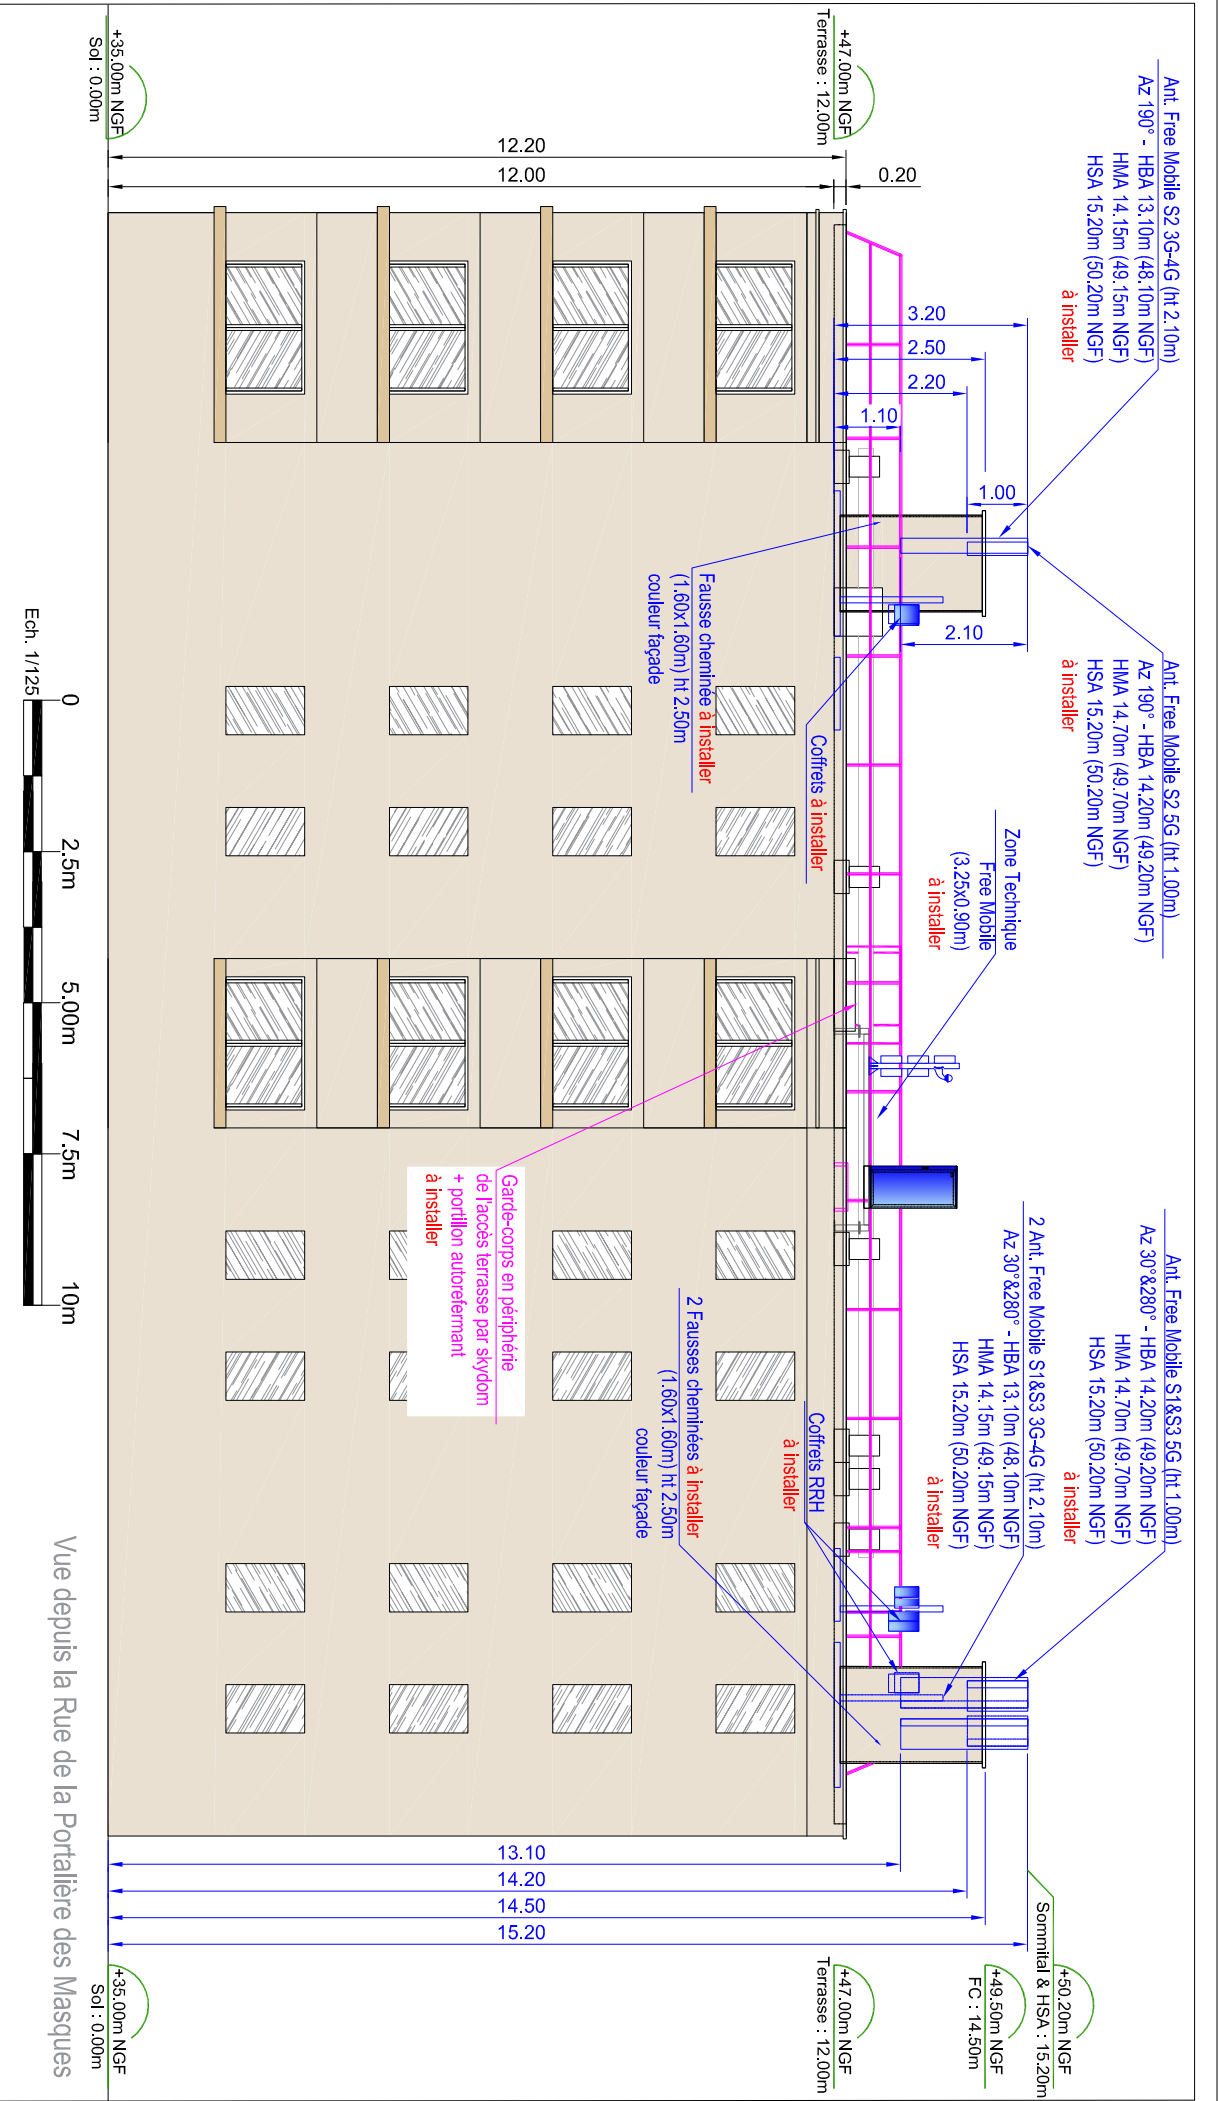 Ant. Free Mobile S2 3G-4G (ht 2.10m)
Az 190° - HBA 13.10m (48.10m NGF)
HMA 14.15m (49.15m NGF)
HSA 15.20m (50.20m NGF)
à installer
Ant. Free Mobile S2 5G (ht 1.00m)
Az 190° - HBA 14.20m (49.20m NGF)
HMA 14.70m (49.70m NGF)
HSA 15.20m (50.20m NGF)
à installer
Zone Technique
Free Mobile
(3.25x0.90m)
à installer
Ant. Free Mobile S1&S3 5G (ht 1.00m)
Az 30°&280° - HBA 14.20m (49.20m NGF)
HMA 14.70m (49.70m NGF)
HSA 15.20m (50.20m NGF)
à installer
2 Ant. Free Mobile S1&S3 3G-4G (ht 2.10m)
Az 30°&280° - HBA 13.10m (48.10m NGF)
HMA 14.15m (49.15m NGF)
HSA 15.20m (50.20m NGF)
à installer
+50.20m NGF
Sommital & HSA : 15.20m
+49.50m NGF
FC : 14.50m
+47.00m NGF
Terrasse : 12.00m
+47.00m NGF
Terrasse : 12.00m
3.20
2.50
2.20
1.10
1.00
2.10
0.20
12.20
12.00
Coffrets à installer
Fausse cheminée à installer
(1.60x1.60m) ht 2.50m
couleur façade
Coffrets RRH
à installer
2 Fausses cheminées à installer
(1.60x1.60m) ht 2.50m
couleur façade
Garde-corps en périphérie
de l'accès terrasse par skydom
+ portillon autorefermant
à installer
13.10
14.20
14.50
15.20
+35.00m NGF
Sol : 0.00m
+35.00m NGF
Sol : 0.00m
Ech. 1/125
0
2.5m
5.00m
7.5m
10m
Vue depuis la Rue de la Portalière des Masques